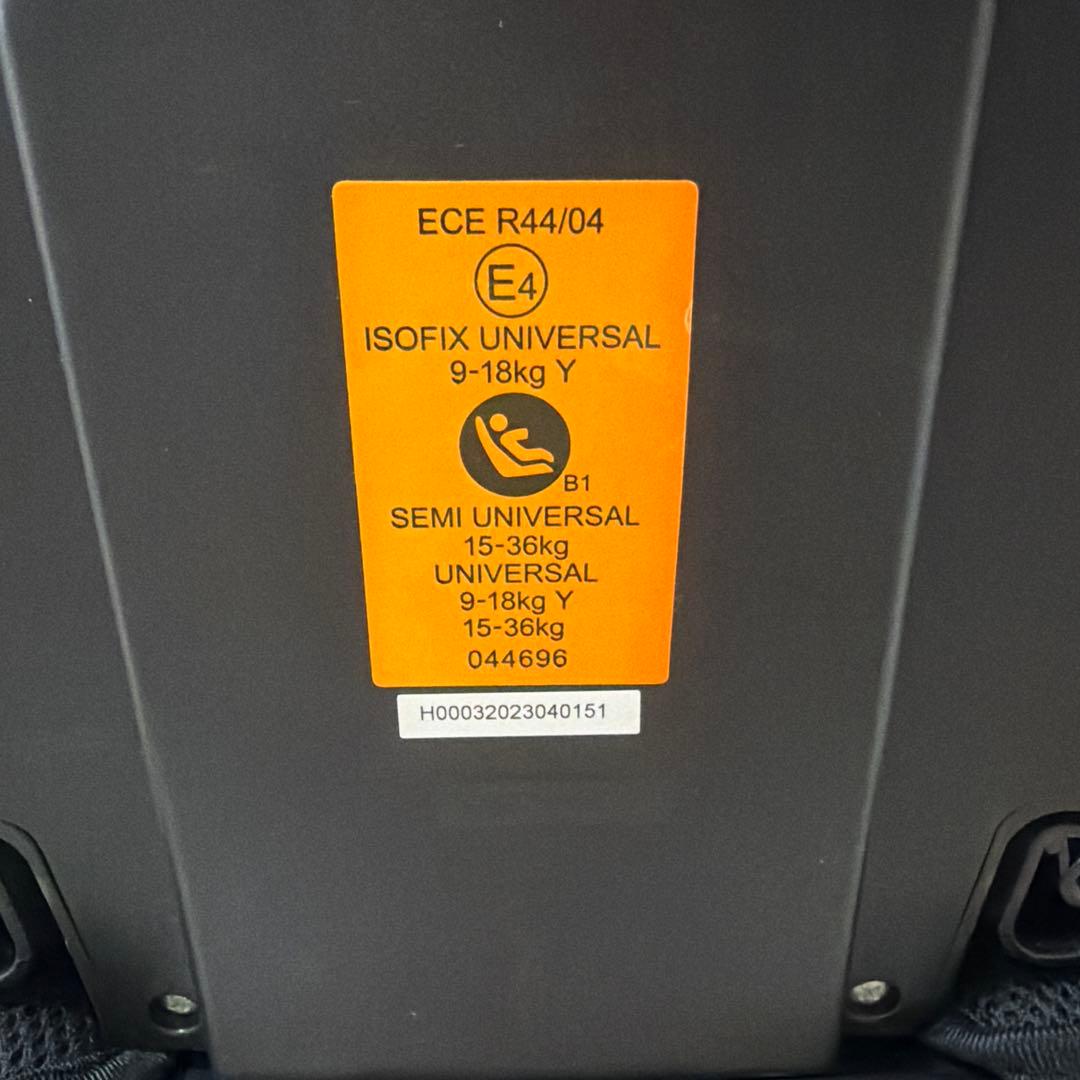 ECE R44/04
E4
ISOFIX UNIVERSAL
9-18kg Y
B1
SEMI UNIVERSAL
15-36kg
UNIVERSAL
9-18kg Y
15-36kg
044696
H00032023040151